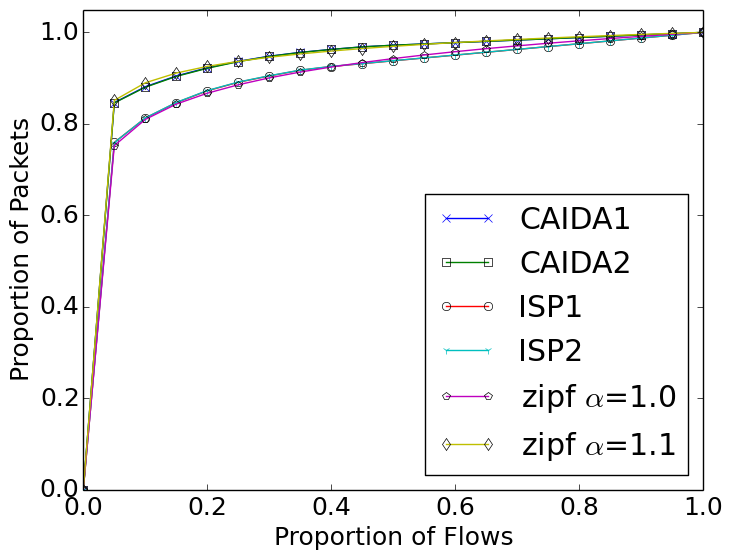 1.0
0.8
0.6
0.4
0.2
0.0
Proportion of Packets
CAIDA1
CAIDA2
ISP1
ISP2
zipf α=1.0
zipf α=1.1
0.0 0.2 0.4 0.6 0.8 1.0
Proportion of Flows